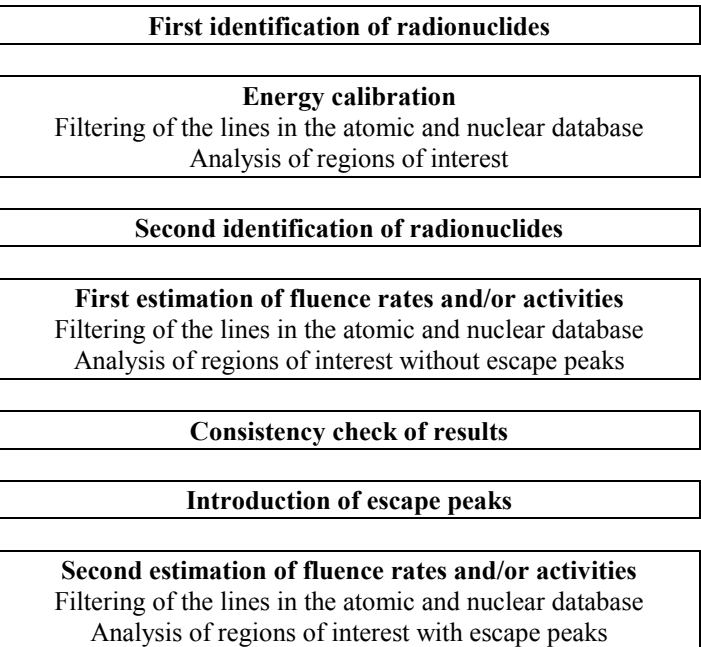 First identification of radionuclides
Energy calibration
Filtering of the lines in the atomic and nuclear database
Analysis of regions of interest
Second identification of radionuclides
First estimation of fluence rates and/or activities
Filtering of the lines in the atomic and nuclear database
Analysis of regions of interest without escape peaks
Consistency check of results
Introduction of escape peaks
Second estimation of fluence rates and/or activities
Filtering of the lines in the atomic and nuclear database
Analysis of regions of interest with escape peaks